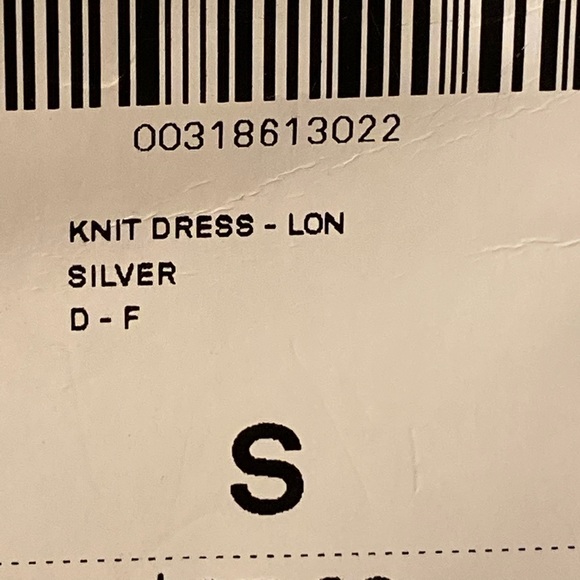 00318613022
KNIT DRESS - LON
SILVER
D - F
S